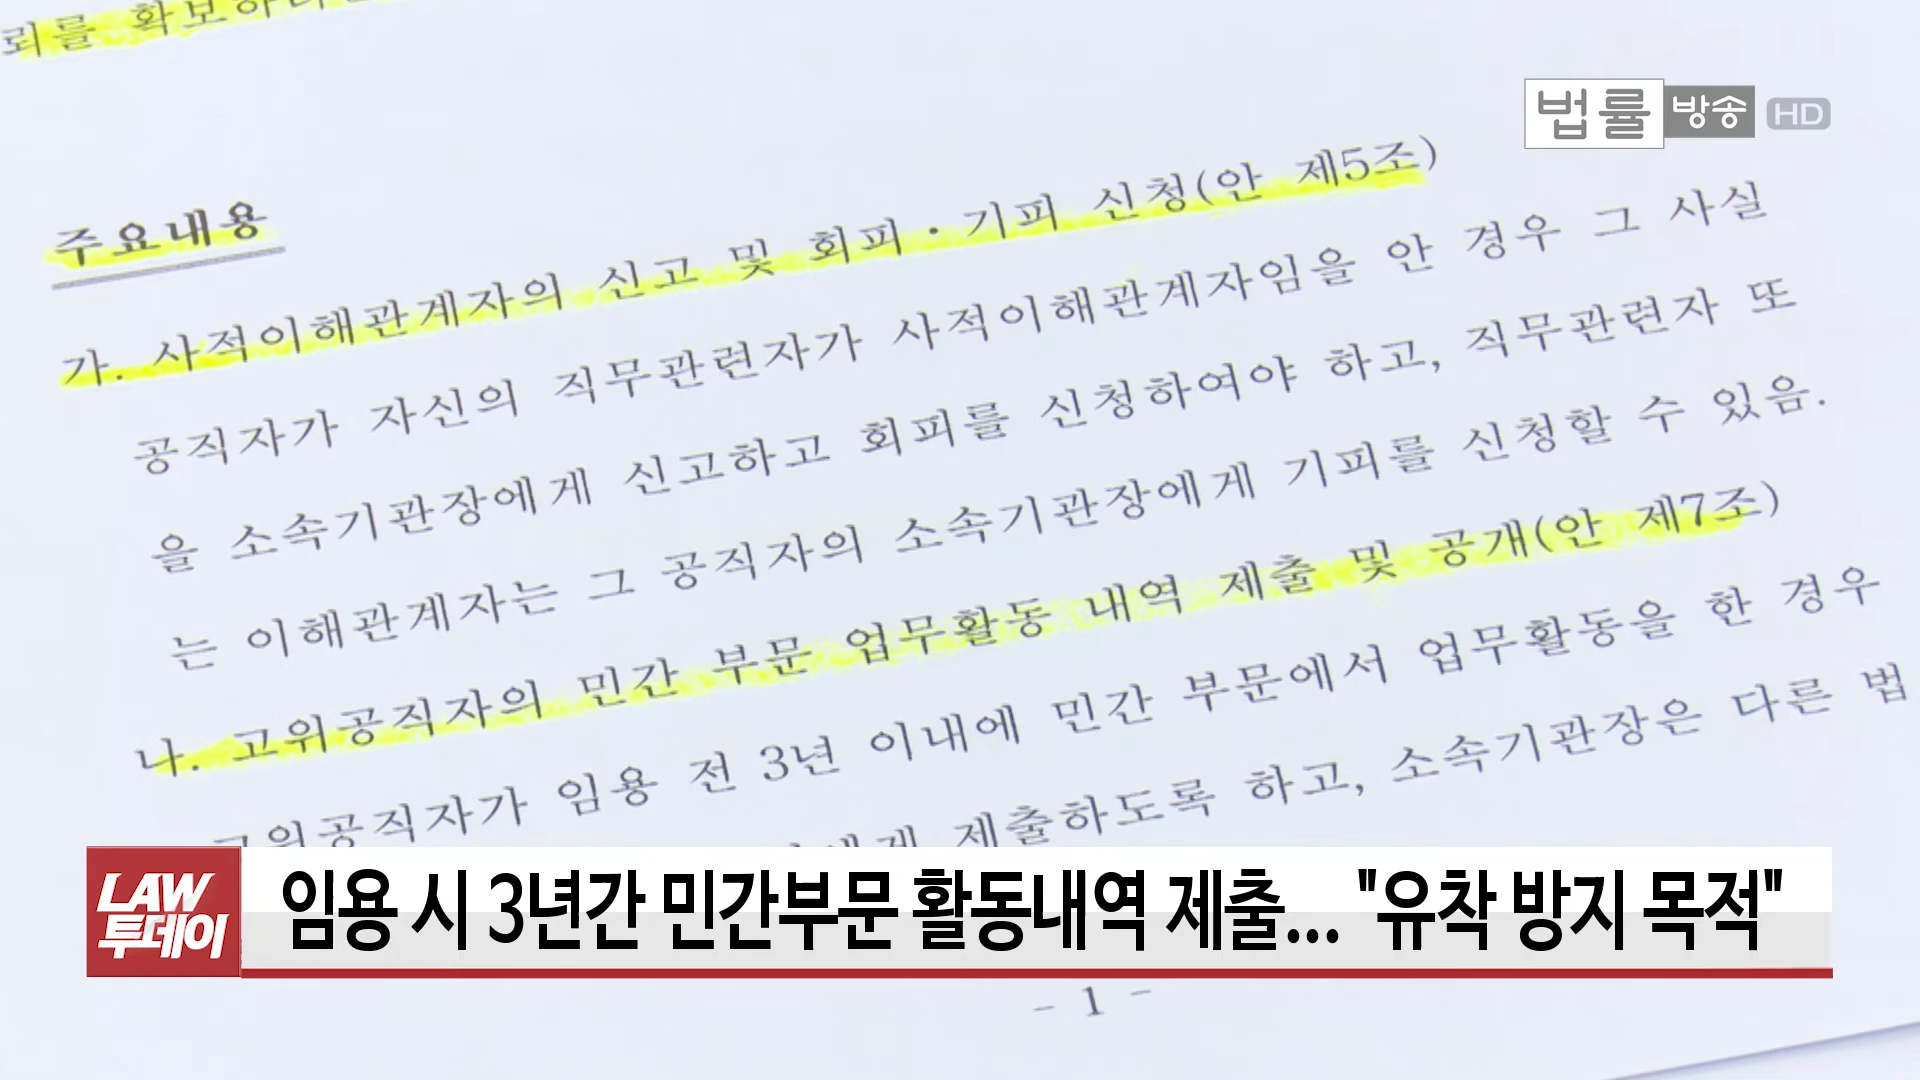 뢰를 확보하
법률방송 HD
주요내용
가. 사적이해관계자의 신고 및 회피·기피 신청(안 제5조)
공직자가 자신의 직무관련자가 사적이해관계자임을 안 경우 그 사실
을 소속기관장에게 신고하고 회피를 신청하여야 하고, 직무관련자 또
는 이해관계자는 그 공직자의 소속기관장에게 기피를 신청할 수 있음.
나. 고위공직자의 민간 부문 업무활동 내역 제출 및 공개(안 제7조)
고위공직자가 임용 전 3년 이내에 민간 부문에서 업무활동을 한 경우
에게 제출하도록 하고, 소속기관장은 다른 법
LAW
투데이
임용 시 3년간 민간부문 활동내역 제출... "유착 방지 목적"
- 1 -